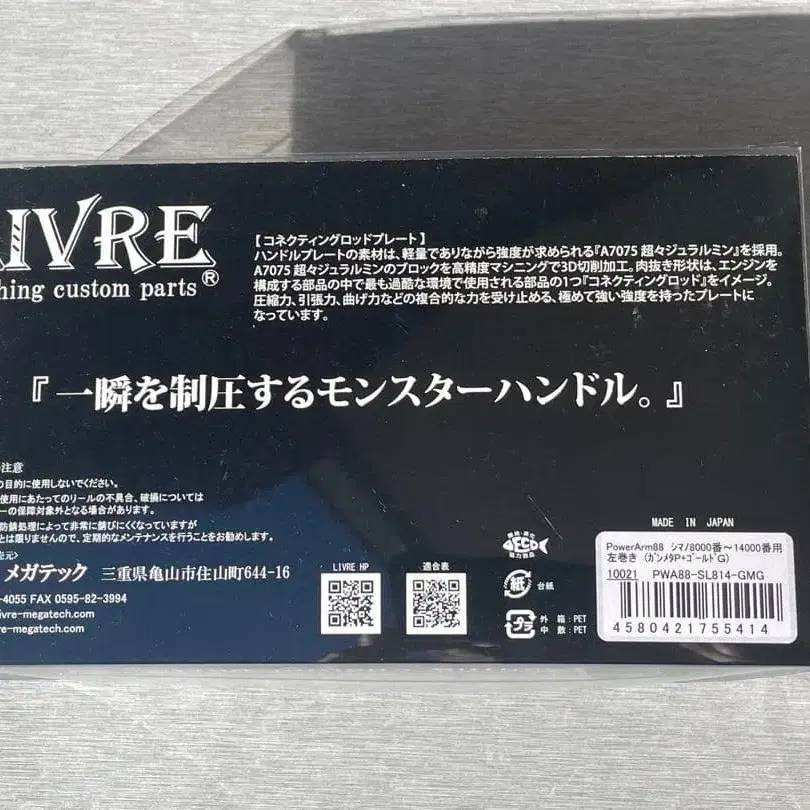 LIVRE
hing custom parts®
【コネクティングロッドプレート】
ハンドルプレートの素材は、軽量でありながら強度が求められる『A7075 超々ジュラルミン』を採用。
A7075 超々ジュラルミンのブロックを高精度マシニングで3D切削加工。肉抜き形状は、エンジンを
構成する部品の中で最も過酷な環境で使用される部品の1つ『コネクティングロッド』をイメージ。
圧縮力、引張力、曲げ力などの複合的な力を受け止める、極めて強い強度を持ったプレートに
なっています。
『一瞬を制圧するモンスターハンドル。』
の注意
の目的に使用しないでください。
使用にあたってのリールの不具合、破損については
ーの保障対象外となる場合があります。
防錆処理によって非常に錆びにくくなっていますが
とは限りませんので、定期的なメンテナンスを行うことをお勧めします。
売元>
メガテック 三重県亀山市住山町644-16
-4055 FAX 0595-82-3994
ivre-megatech.com
vre-megatech.com
LIVRE HP
適合表
FECO
紙
台紙
プラ
外 箱:PET
中 敷:PET
MADE IN JAPAN
PowerArm88 シマノ8000番~14000番用
左巻き (ガンメタP+ゴールドG)
10021 PWA88-SL814-GMG
4580421755414